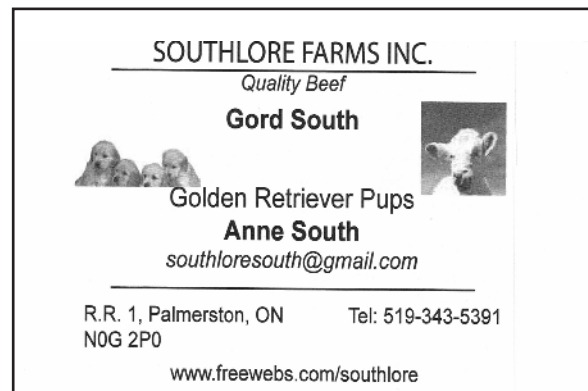 SOUTHLORE FARMS INC.
Quality Beef
Gord South
Golden Retriever Pups
Anne South
southloresouth@gmail.com
R.R. 1, Palmerston, ON Tel: 519-343-5391
N0G 2P0
www.freewebs.com/southlore